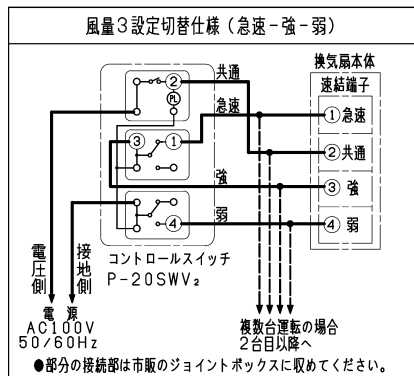 風量3設定切替仕様(急速-強-弱)
換気扇本体
速結端子
② 共通
PL
急速
① 急速
③ ①
② 共通
強
③ 強
弱
④
④ 弱
電圧側
接地側
コントロールスイッチ
P-20SWV₂
電源
AC100V
50/60Hz
複数台運転の場合
2台目以降へ
●部分の接続部は市販のジョイントボックスに収めてください。